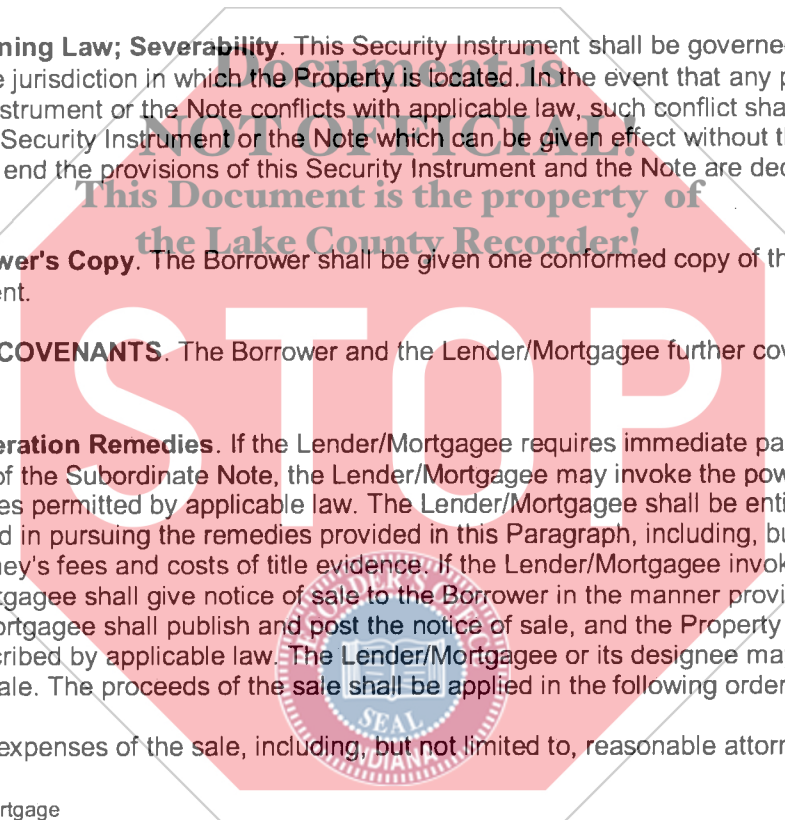 ning Law; Severability. This Security Instrument shall be governe
Document is
e jurisdiction in which the Property is located. In the event that any p
strument or the Note conflicts with applicable law, such conflict sha
NOT OFFICIAL!
Security Instrument or the Note which can be given effect without th
end the provisions of this Security Instrument and the Note are dec
This Document is the property of
the Lake County Recorder!
wer's Copy. The Borrower shall be given one conformed copy of th
ent.
STOP
COVENANTS. The Borrower and the Lender/Mortgagee further cov
eration Remedies. If the Lender/Mortgagee requires immediate pa
of the Subordinate Note, the Lender/Mortgagee may invoke the pow
es permitted by applicable law. The Lender/Mortgagee shall be enti
d in pursuing the remedies provided in this Paragraph, including, bu
ney's fees and costs of title evidence. If the Lender/Mortgagee invok
tgagee shall give notice of sale to the Borrower in the manner provi
ortgagee shall publish and post the notice of sale, and the Property
cribed by applicable law. The Lender/Mortgagee or its designee ma
ale. The proceeds of the sale shall be applied in the following order
SEAL
INDIANA
expenses of the sale, including, but not limited to, reasonable attorn
rtgage